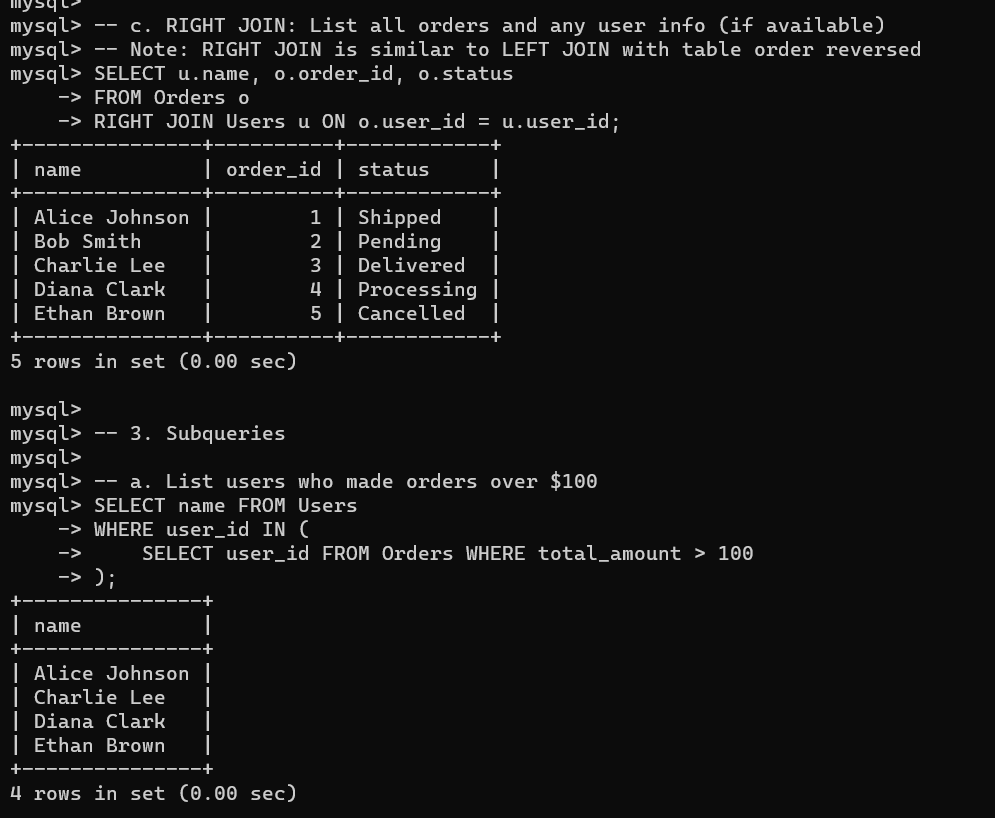 mysql>
mysql> -- c. RIGHT JOIN: List all orders and any user info (if available)
mysql> -- Note: RIGHT JOIN is similar to LEFT JOIN with table order reversed
mysql> SELECT u.name, o.order_id, o.status
    -> FROM Orders o
    -> RIGHT JOIN Users u ON o.user_id = u.user_id;
+---------------+----------+------------+
| name          | order_id | status     |
+---------------+----------+------------+
| Alice Johnson |        1 | Shipped    |
| Bob Smith     |        2 | Pending    |
| Charlie Lee   |        3 | Delivered  |
| Diana Clark   |        4 | Processing |
| Ethan Brown   |        5 | Cancelled  |
+---------------+----------+------------+
5 rows in set (0.00 sec)

mysql>
mysql> -- 3. Subqueries
mysql>
mysql> -- a. List users who made orders over $100
mysql> SELECT name FROM Users
    -> WHERE user_id IN (
    ->     SELECT user_id FROM Orders WHERE total_amount > 100
    -> );
+---------------+
| name          |
+---------------+
| Alice Johnson |
| Charlie Lee   |
| Diana Clark   |
| Ethan Brown   |
+---------------+
4 rows in set (0.00 sec)